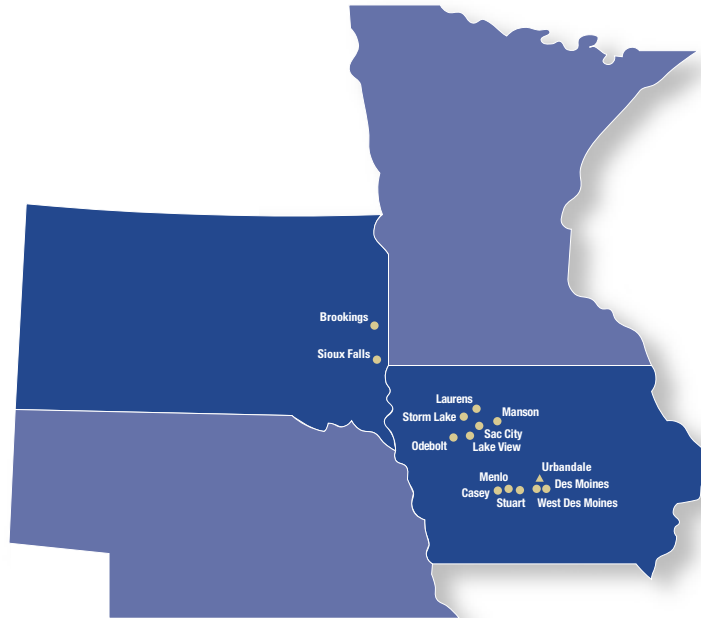 Brookings
Sioux Falls
Laurens
Storm Lake
Manson
Sac City
Odebolt
Lake View
Urbandale
Menlo
Des Moines
Casey
Stuart
West Des Moines